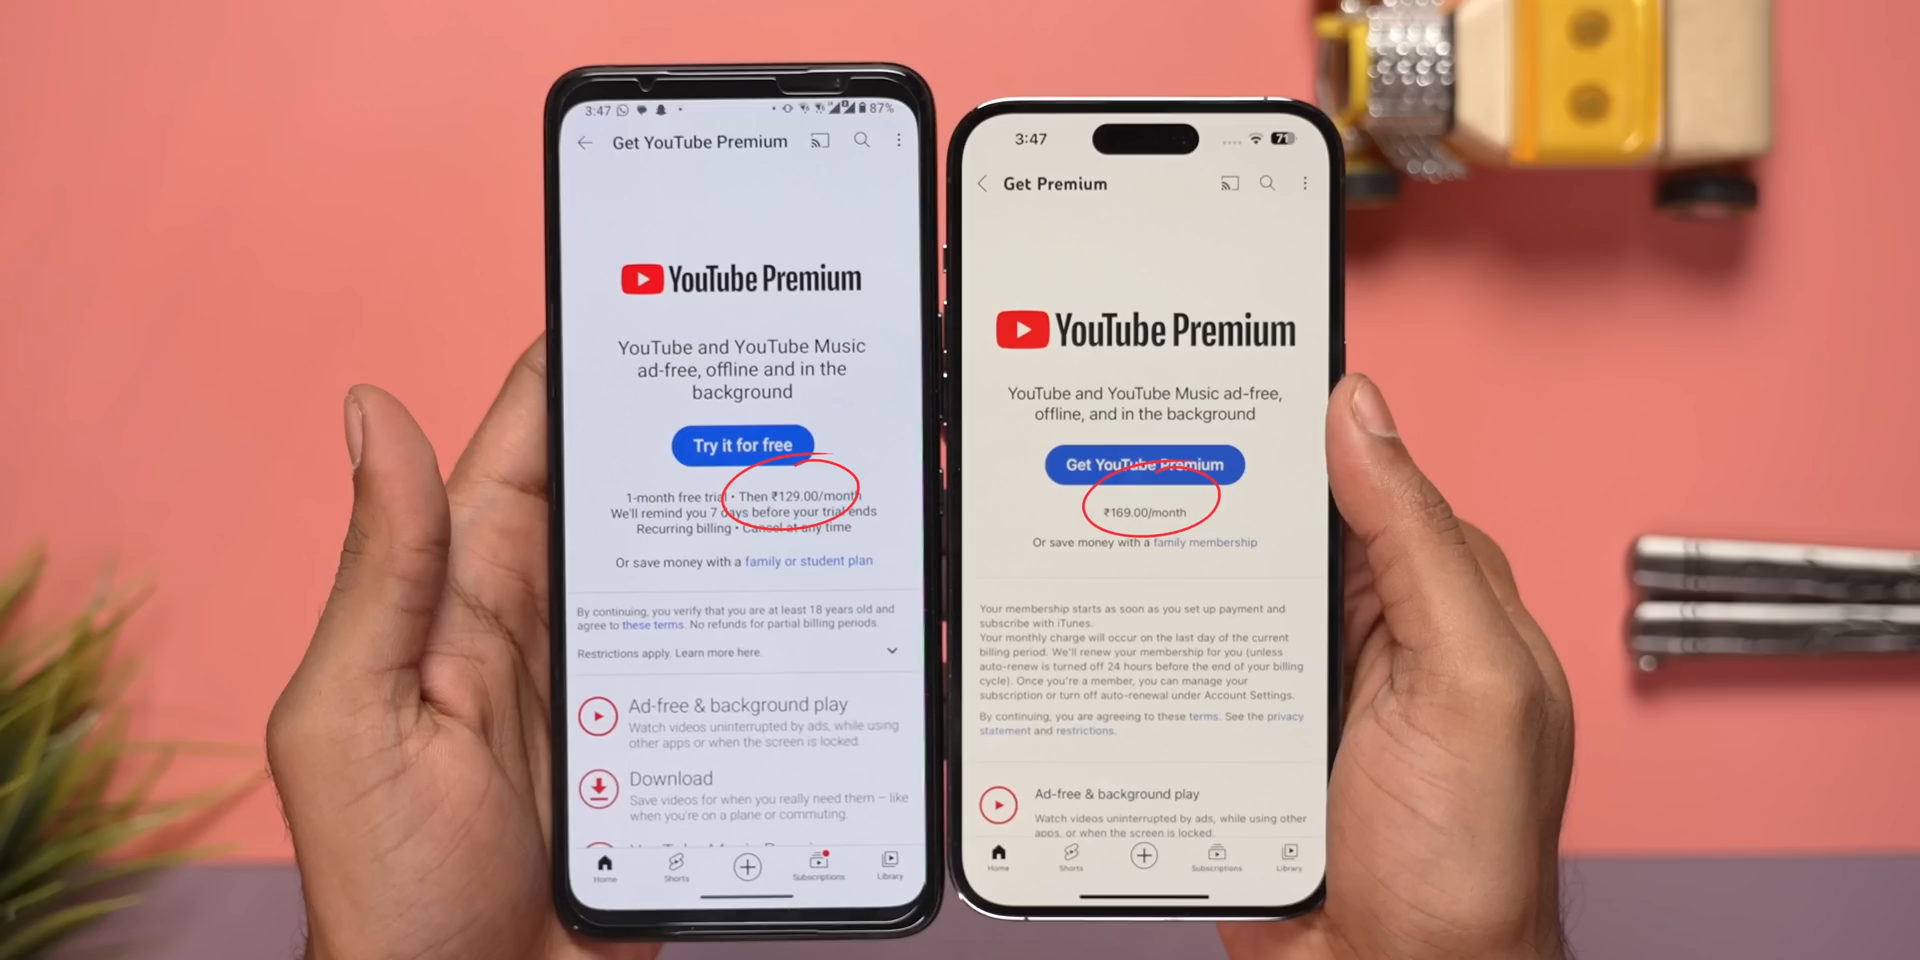 3:47
87%
Get YouTube Premium
YouTube Premium
YouTube and YouTube Music
ad-free, offline and in the
background
Try it for free
1-month free trial • Then ₹129.00/month
We'll remind you 7 days before your trial ends
Recurring billing • Cancel at any time
Or save money with a family or student plan
By continuing, you verify that you are at least 18 years old and
agree to these terms. No refunds for partial billing periods.
Restrictions apply. Learn more here.
Ad-free & background play
Watch videos uninterrupted by ads, while using
other apps or when the screen is locked.
Download
Save videos for when you really need them – like
when you're on a plane or commuting.
Home
Shorts
Subscriptions
Library
3:47
71
Get Premium
YouTube Premium
YouTube and YouTube Music ad-free,
offline, and in the background
Get YouTube Premium
₹169.00/month
Or save money with a family membership
Your membership starts as soon as you set up payment and
subscribe with iTunes.
Your monthly charge will occur on the last day of the current
billing period. We'll renew your membership for you (unless
auto-renew is turned off 24 hours before the end of your billing
cycle). Once you're a member, you can manage your
subscription or turn off auto-renewal under Account Settings.
By continuing, you are agreeing to these terms. See the privacy
statement and restrictions.
Ad-free & background play
Watch videos uninterrupted by ads, while using other
apps, or when the screen is locked.
Home
Shorts
Subscriptions
Library